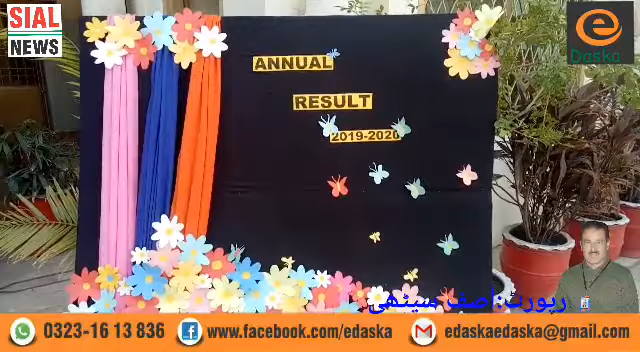 SIAL
NEWS
e
Daska
ANNUAL
RESULT
2019-2020
رپورٹ:آصف سیٹھی
0323-16 13 836 www.facebook.com/edaska edaskaedaska@gmail.com